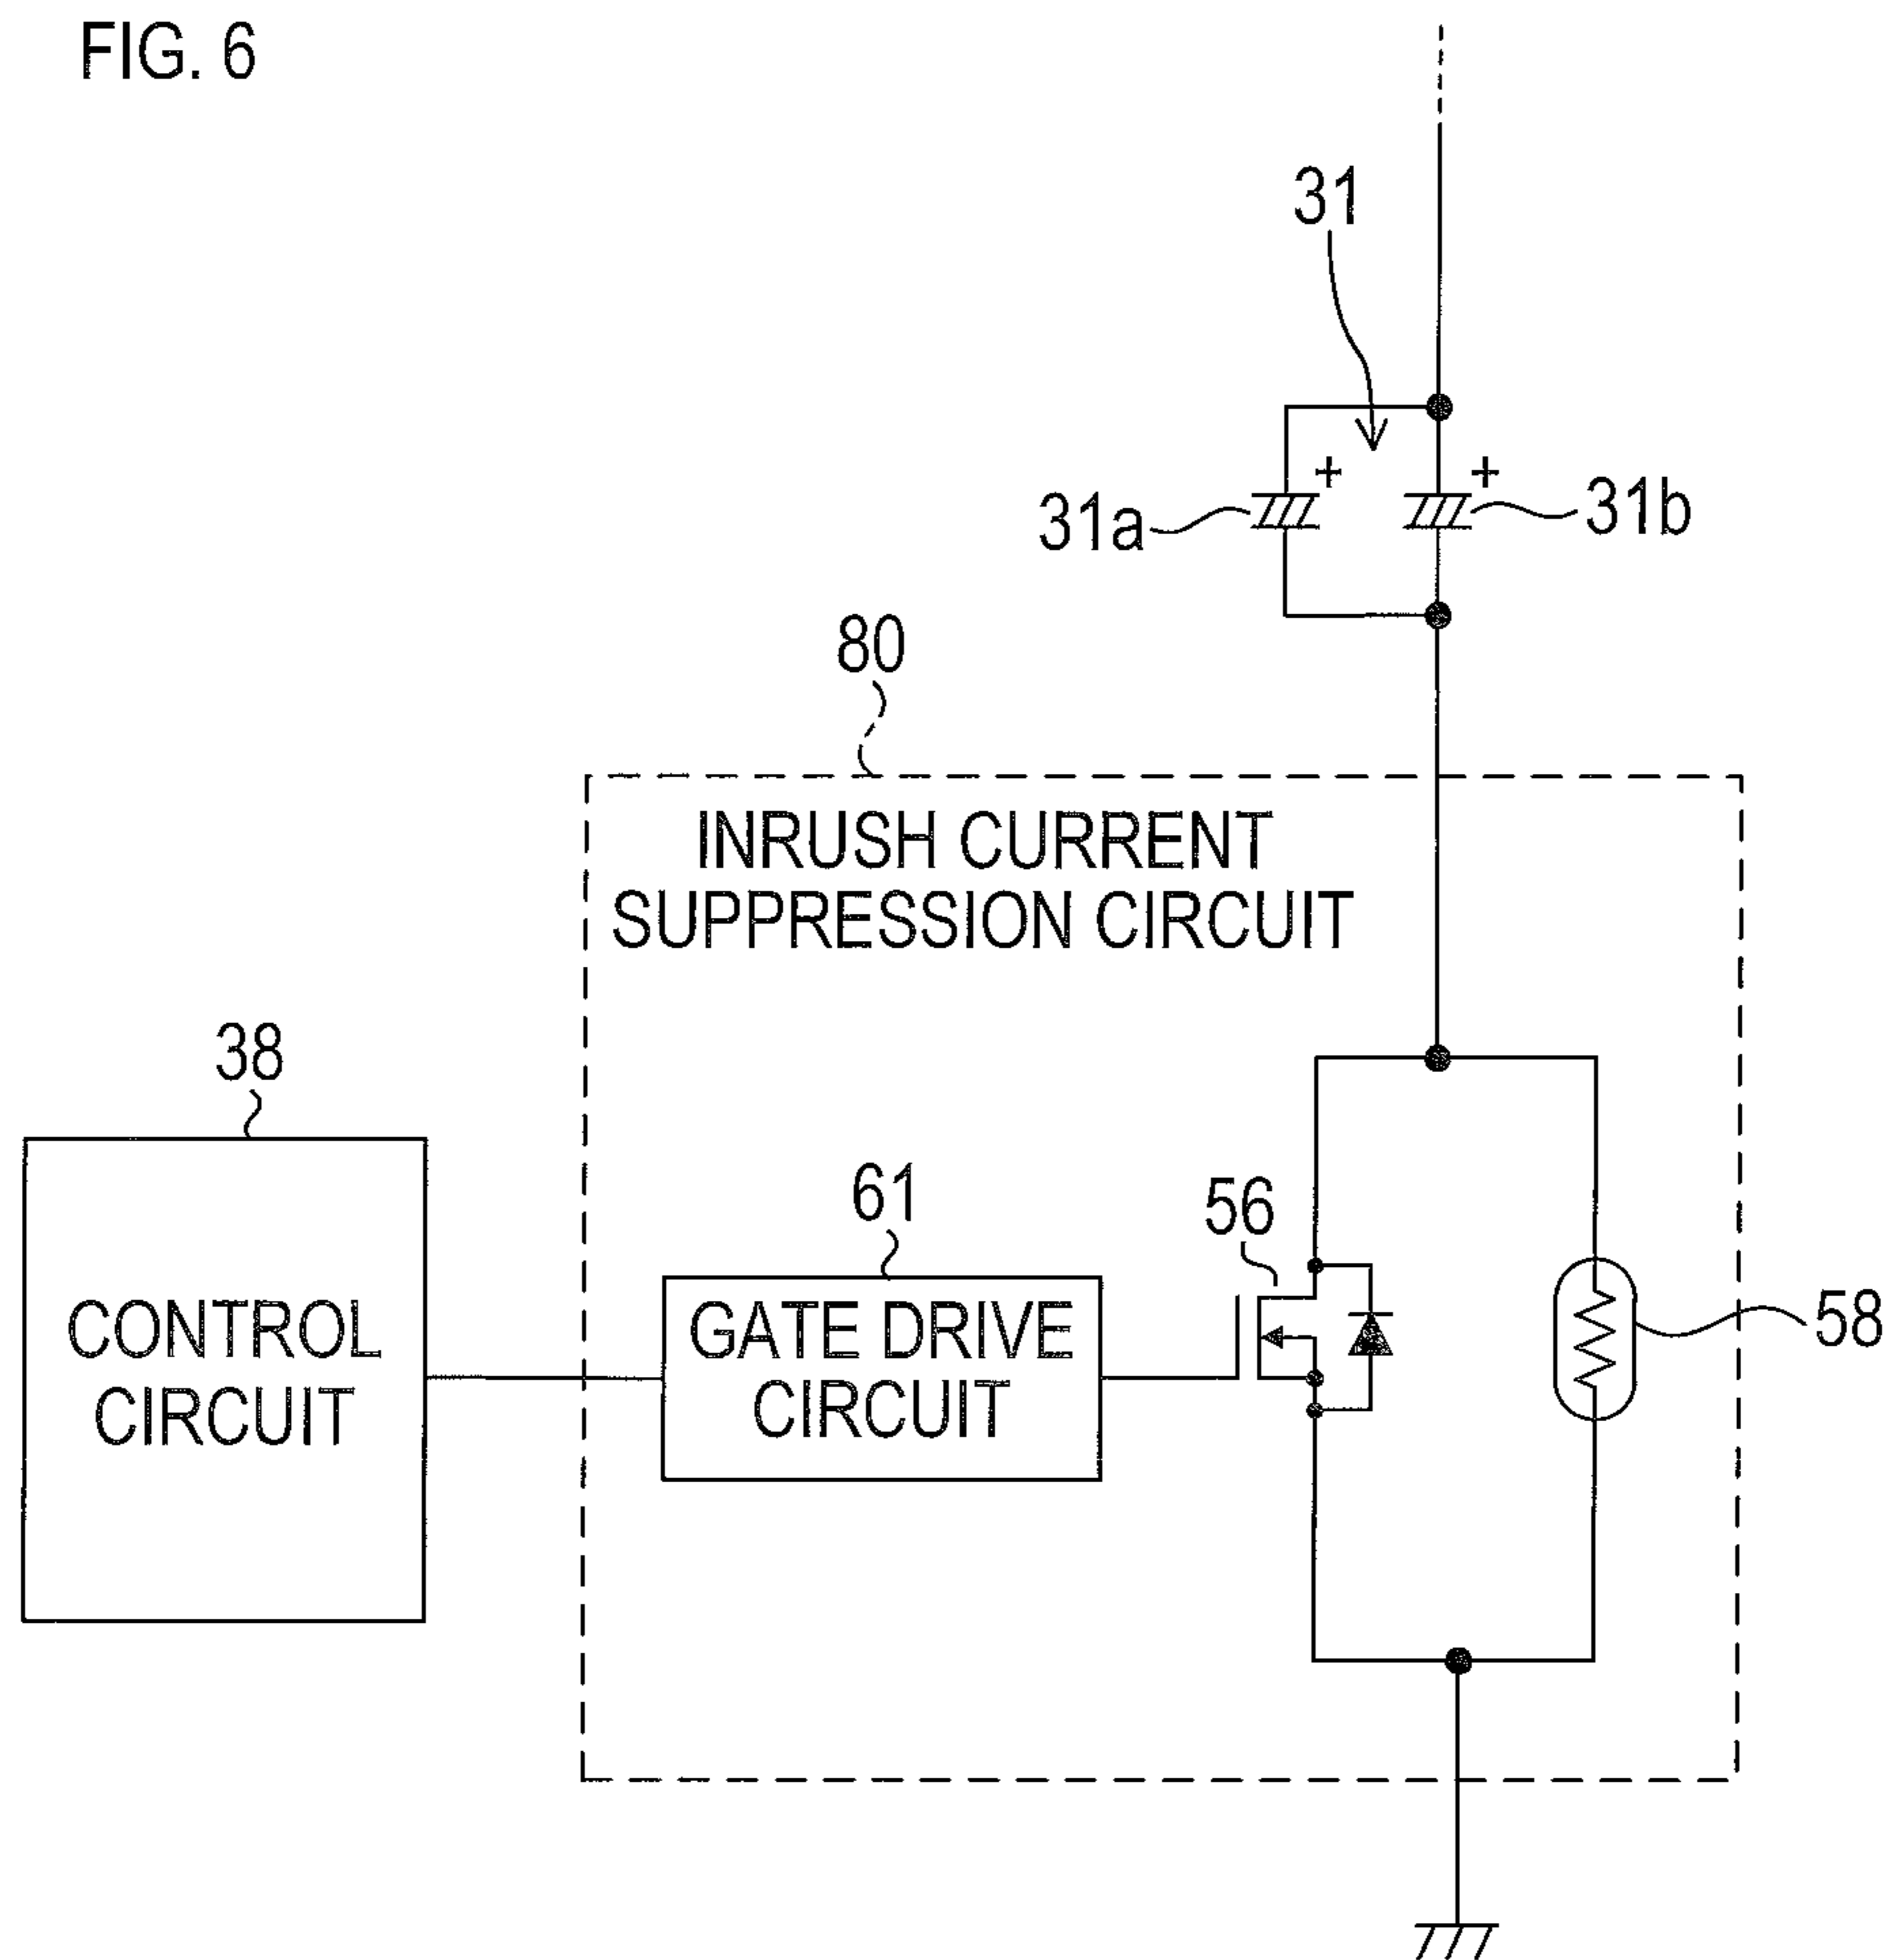 FIG. 6
31
31a
+
+
31b
80
INRUSH CURRENT
SUPPRESSION CIRCUIT
38
CONTROL
CIRCUIT
61
GATE DRIVE
CIRCUIT
56
58